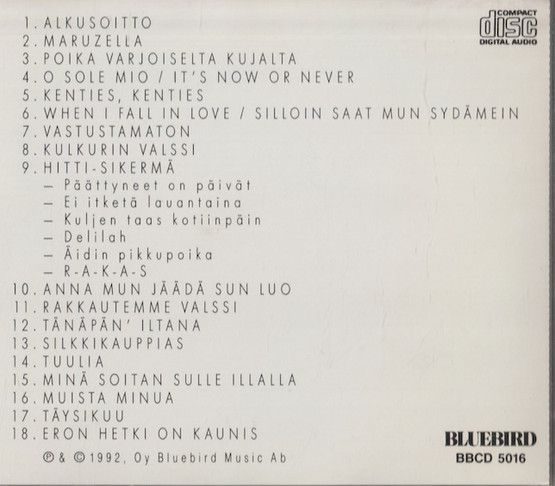 1. ALKUSOITTO
2. MARUZELLA
3. POIKA VARJOISELTA KUJALTA
4. O SOLE MIO / IT'S NOW OR NEVER
5. KENTIES, KENTIES
6. WHEN I FALL IN LOVE / SILLOIN SAAT MUN SYDÄMEIN
7. VASTUSTAMATON
8. KULKURIN VALSSI
9. HITTI-SIKERMÄ
– Päättyneet on päivät
– Ei itketä lauantaina
– Kuljen taas kotiinpäin
– Delilah
– Äidin pikkupoika
– R-A-K-A-S
10. ANNA MUN JÄÄDÄ SUN LUO
11. RAKKAUTEMME VALSSI
12. TÄNÄPÄN' ILTANA
13. SILKKIKAUPPIAS
14. TUULIA
15. MINÄ SOITAN SULLE ILLALLA
16. MUISTA MINUA
17. TÄYSIKUU
18. ERON HETKI ON KAUNIS
℗ & © 1992, Oy Bluebird Music Ab
COMPACT
disc
DIGITAL AUDIO
BLUEBIRD
BBCD 5016